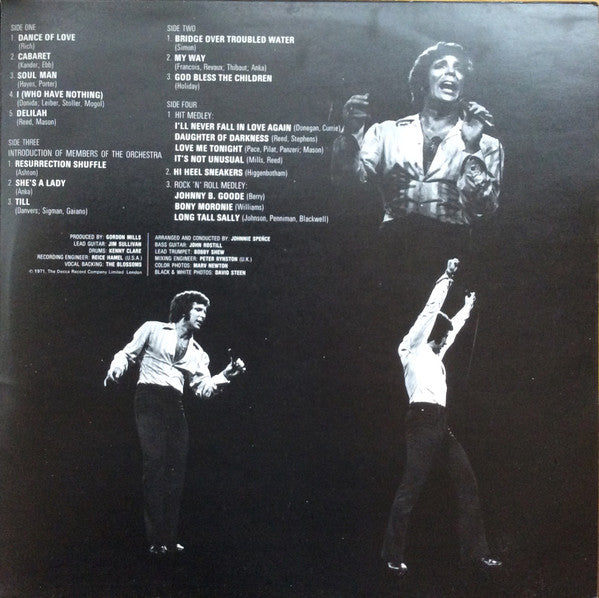 SIDE ONE
1. DANCE OF LOVE
(Rich)
2. CABARET
(Kander, Ebb)
3. SOUL MAN
(Hayes, Porter)
4. I (WHO HAVE NOTHING)
(Donida; Leiber, Stoller, Mogol)
5. DELILAH
(Reed, Mason)
SIDE TWO
1. BRIDGE OVER TROUBLED WATER
(Simon)
2. MY WAY
(Francois, Revaux; Thibout; Anka)
3. GOD BLESS THE CHILDREN
(Holiday)
SIDE THREE
INTRODUCTION OF MEMBERS OF THE ORCHESTRA
1. RESURRECTION SHUFFLE
(Ashton)
2. SHE'S A LADY
(Anka)
3. TILL
(Danvers; Sigman, Gaiano)
SIDE FOUR
1. HIT MEDLEY:
I'LL NEVER FALL IN LOVE AGAIN (Donegan, Currie)
DAUGHTER OF DARKNESS (Reed, Stephens)
LOVE ME TONIGHT (Pace, Pilat, Panzeri; Mason)
IT'S NOT UNUSUAL (Mills, Reed)
2. HI HEEL SNEAKERS (Higgenbotham)
3. ROCK 'N' ROLL MEDLEY:
JOHNNY B. GOODE (Berry)
BONY MORONIE (Williams)
LONG TALL SALLY (Johnson, Penniman, Blackwell)
PRODUCED BY: GORDON MILLS
LEAD GUITAR: JIM SULLIVAN
DRUMS: KENNY CLARE
RECORDING ENGINEER: REICE HAMEL (U.S.A.)
VOCAL BACKING: THE BLOSSOMS
© 1971, The Decca Record Company Limited London
ARRANGED AND CONDUCTED BY: JOHNNIE SPENCE
BASS GUITAR: JOHN ROSTILL
LEAD TRUMPET: BOBBY SHEW
MIXING ENGINEER: PETER RYNSTON (U.K.)
COLOR PHOTOS: MARV NEWTON
BLACK & WHITE PHOTOS: DAVID STEEN